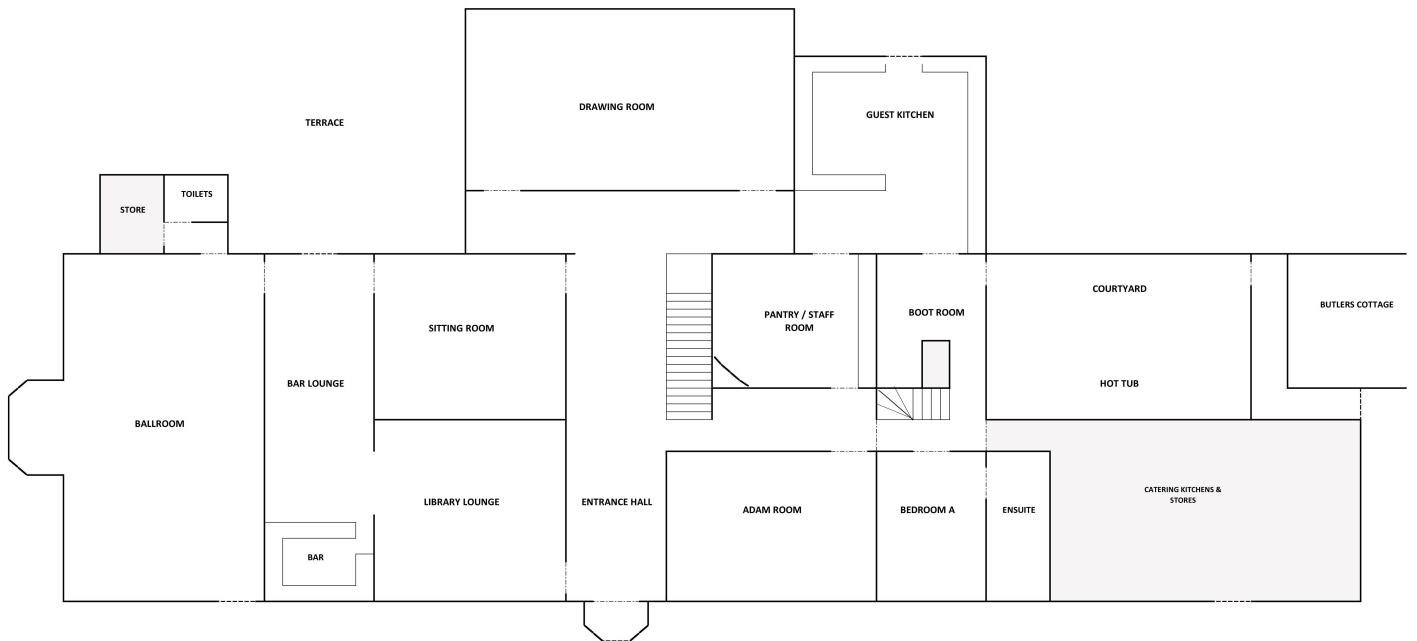 DRAWING ROOM
GUEST KITCHEN
TERRACE
TOILETS
STORE
COURTYARD
BUTLERS COTTAGE
PANTRY / STAFF
ROOM
BOOT ROOM
SITTING ROOM
BAR LOUNGE
HOT TUB
BALLROOM
LIBRARY LOUNGE
ENTRANCE HALL
ADAM ROOM
BEDROOM A
ENSUITE
CATERING KITCHENS &
STORES
BAR